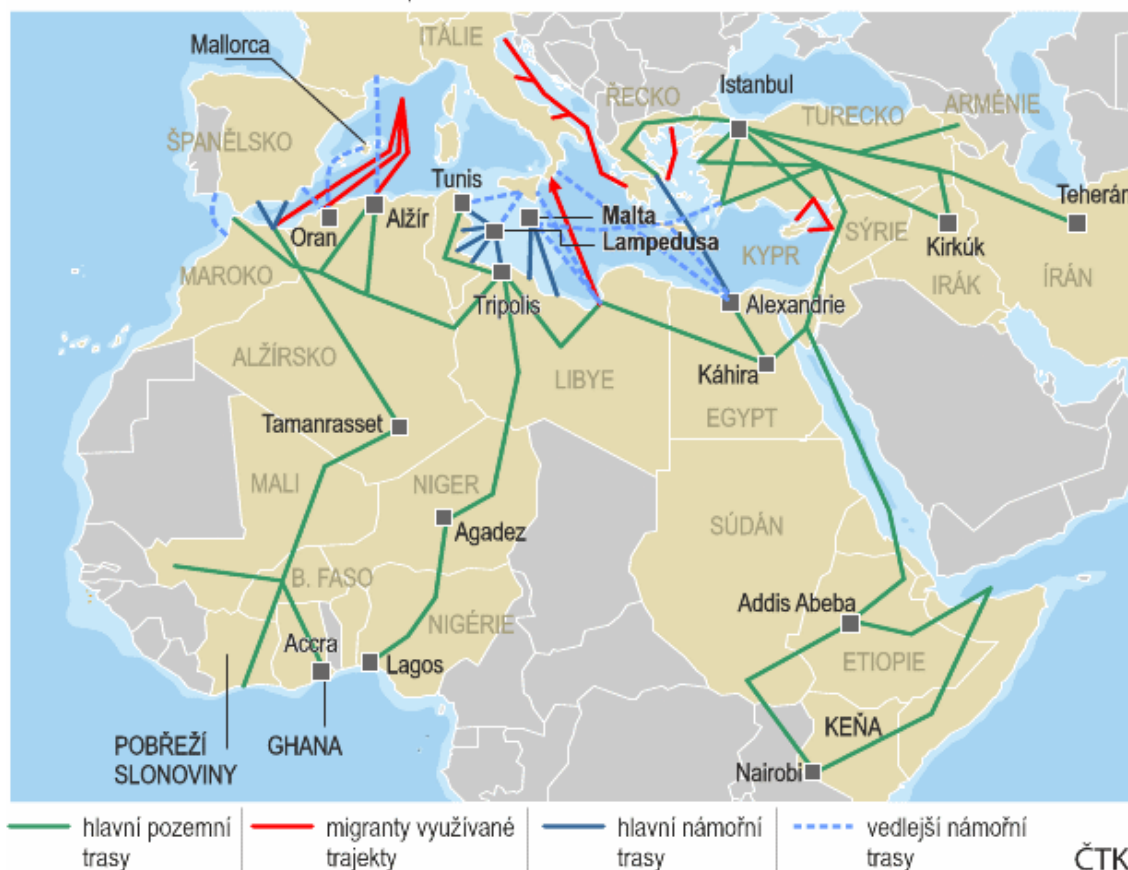 ITÁLIE
Mallorca
Istanbul
ŘECKO
TURECKO
ARMÉNIE
ŠPANĚLSKO
Tunis
Teherán
Alžír
Malta
Oran
Lampedusa
SÝRIE
Kirkúk
MAROKO
KYPR
IRÁK
ÍRÁN
Tripolis
Alexandrie
ALŽÍRSKO
LIBYE
Káhira
EGYPT
Tamanrasset
MALI
NIGER
SÚDÁN
Agadez
B. FASO
Addis Abeba
NIGÉRIE
Accra
Lagos
ETIOPIE
KEŇA
POBŘEŽÍ
SLONOVINY
GHANA
Nairobi
hlavní pozemní
trasy
migranty využívané
trajekty
hlavní námořní
trasy
vedlejší námořní
trasy
ČTK